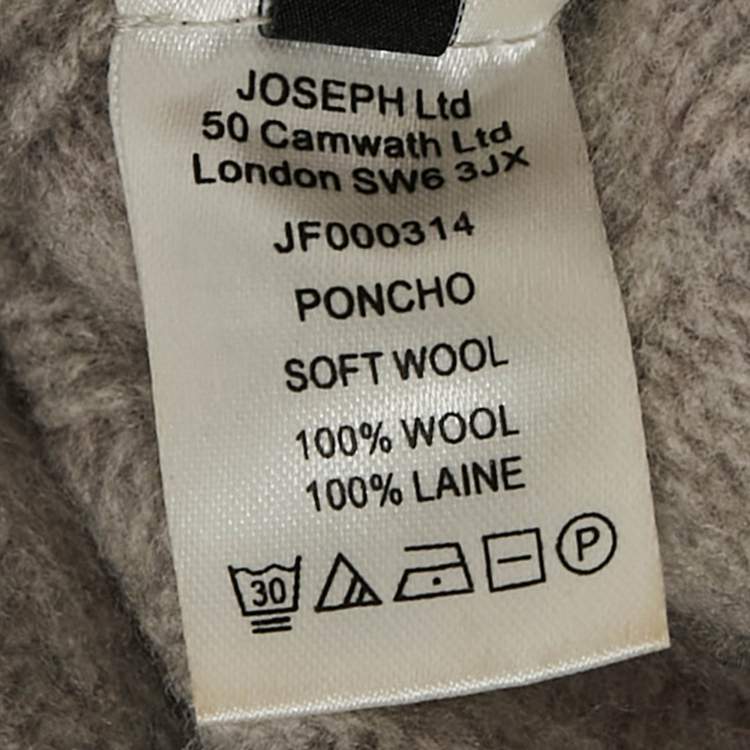 JOSEPH Ltd
50 Camwath Ltd
London SW6 3JX
JF000314
PONCHO
SOFT WOOL
100% WOOL
100% LAINE
30 P